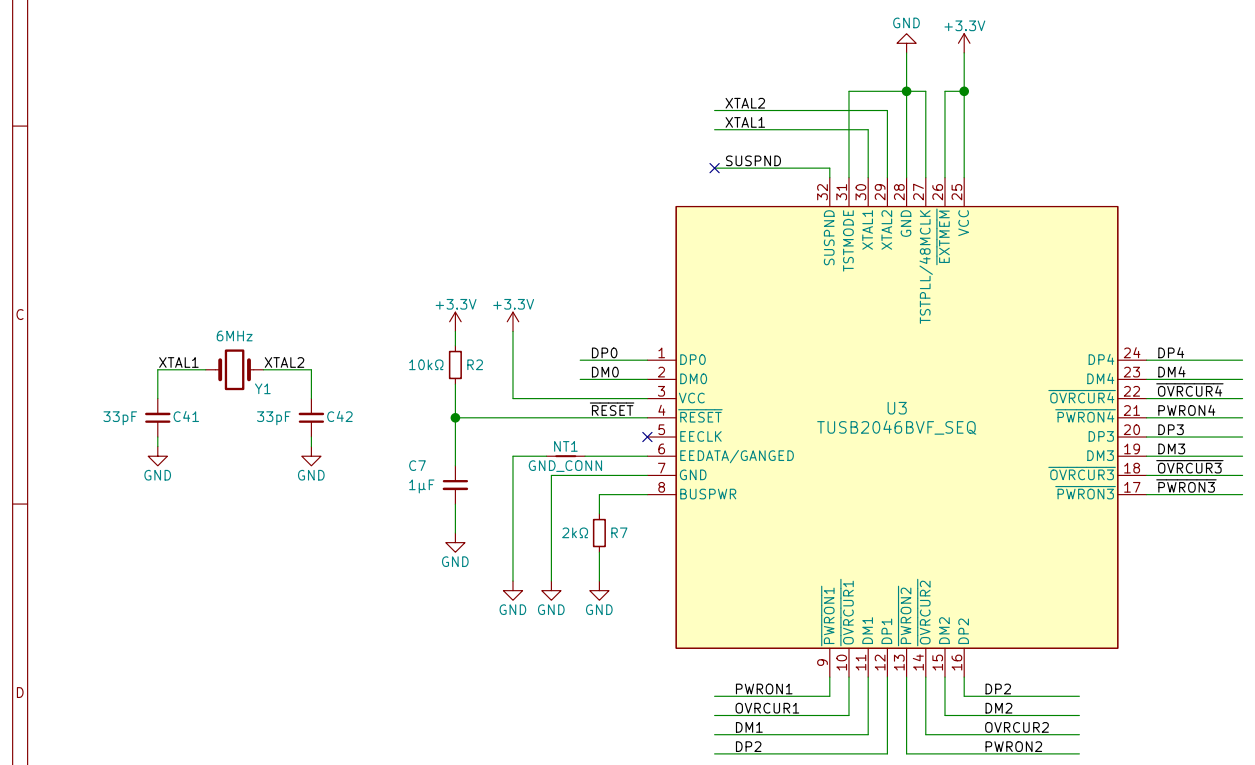 GND
+3.3V
XTAL2
XTAL1
SUSPND
32
31
30
29
28
27
26
25
SUSPND
TSTMODE
XTAL1
XTAL2
GND
TSTPLL/48MCLK
EXTMEM
VCC
C
6MHz
XTAL1
XTAL2
Y1
33pF
C41
33pF
C42
GND
GND
+3.3V
+3.3V
10kΩ
R2
RESET
C7
1µF
GND
NT1
GND_CONN
2kΩ
R7
GND
GND
GND
DP0
1
DP0
DM0
2
DM0
3
VCC
4
RESET
5
EECLK
6
EEDATA/GANGED
7
GND
8
BUSPWR
U3
TUSB2046BVF_SEQ
DP4
24
DP4
DM4
23
DM4
OVRCUR4
22
OVRCUR4
PWRON4
21
PWRON4
DP3
20
DP3
DM3
19
DM3
OVRCUR3
18
OVRCUR3
PWRON3
17
PWRON3
PWRON1
OVRCUR1
DM1
DP1
PWRON2
OVRCUR2
DM2
DP2
9
10
11
12
13
14
15
16
D
PWRON1
OVRCUR1
DM1
DP2
DP2
DM2
OVRCUR2
PWRON2